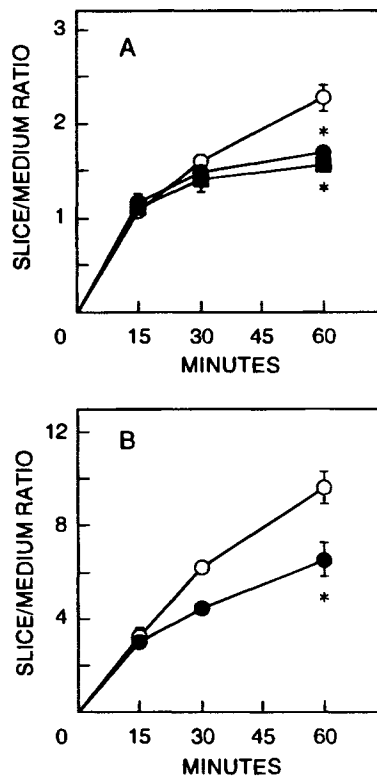 A
3
2
1
0
*
*
15 30 45 60
MINUTES
SLICE/MEDIUM RATIO
B
12
8
4
0
*
15 30 45 60
MINUTES
SLICE/MEDIUM RATIO